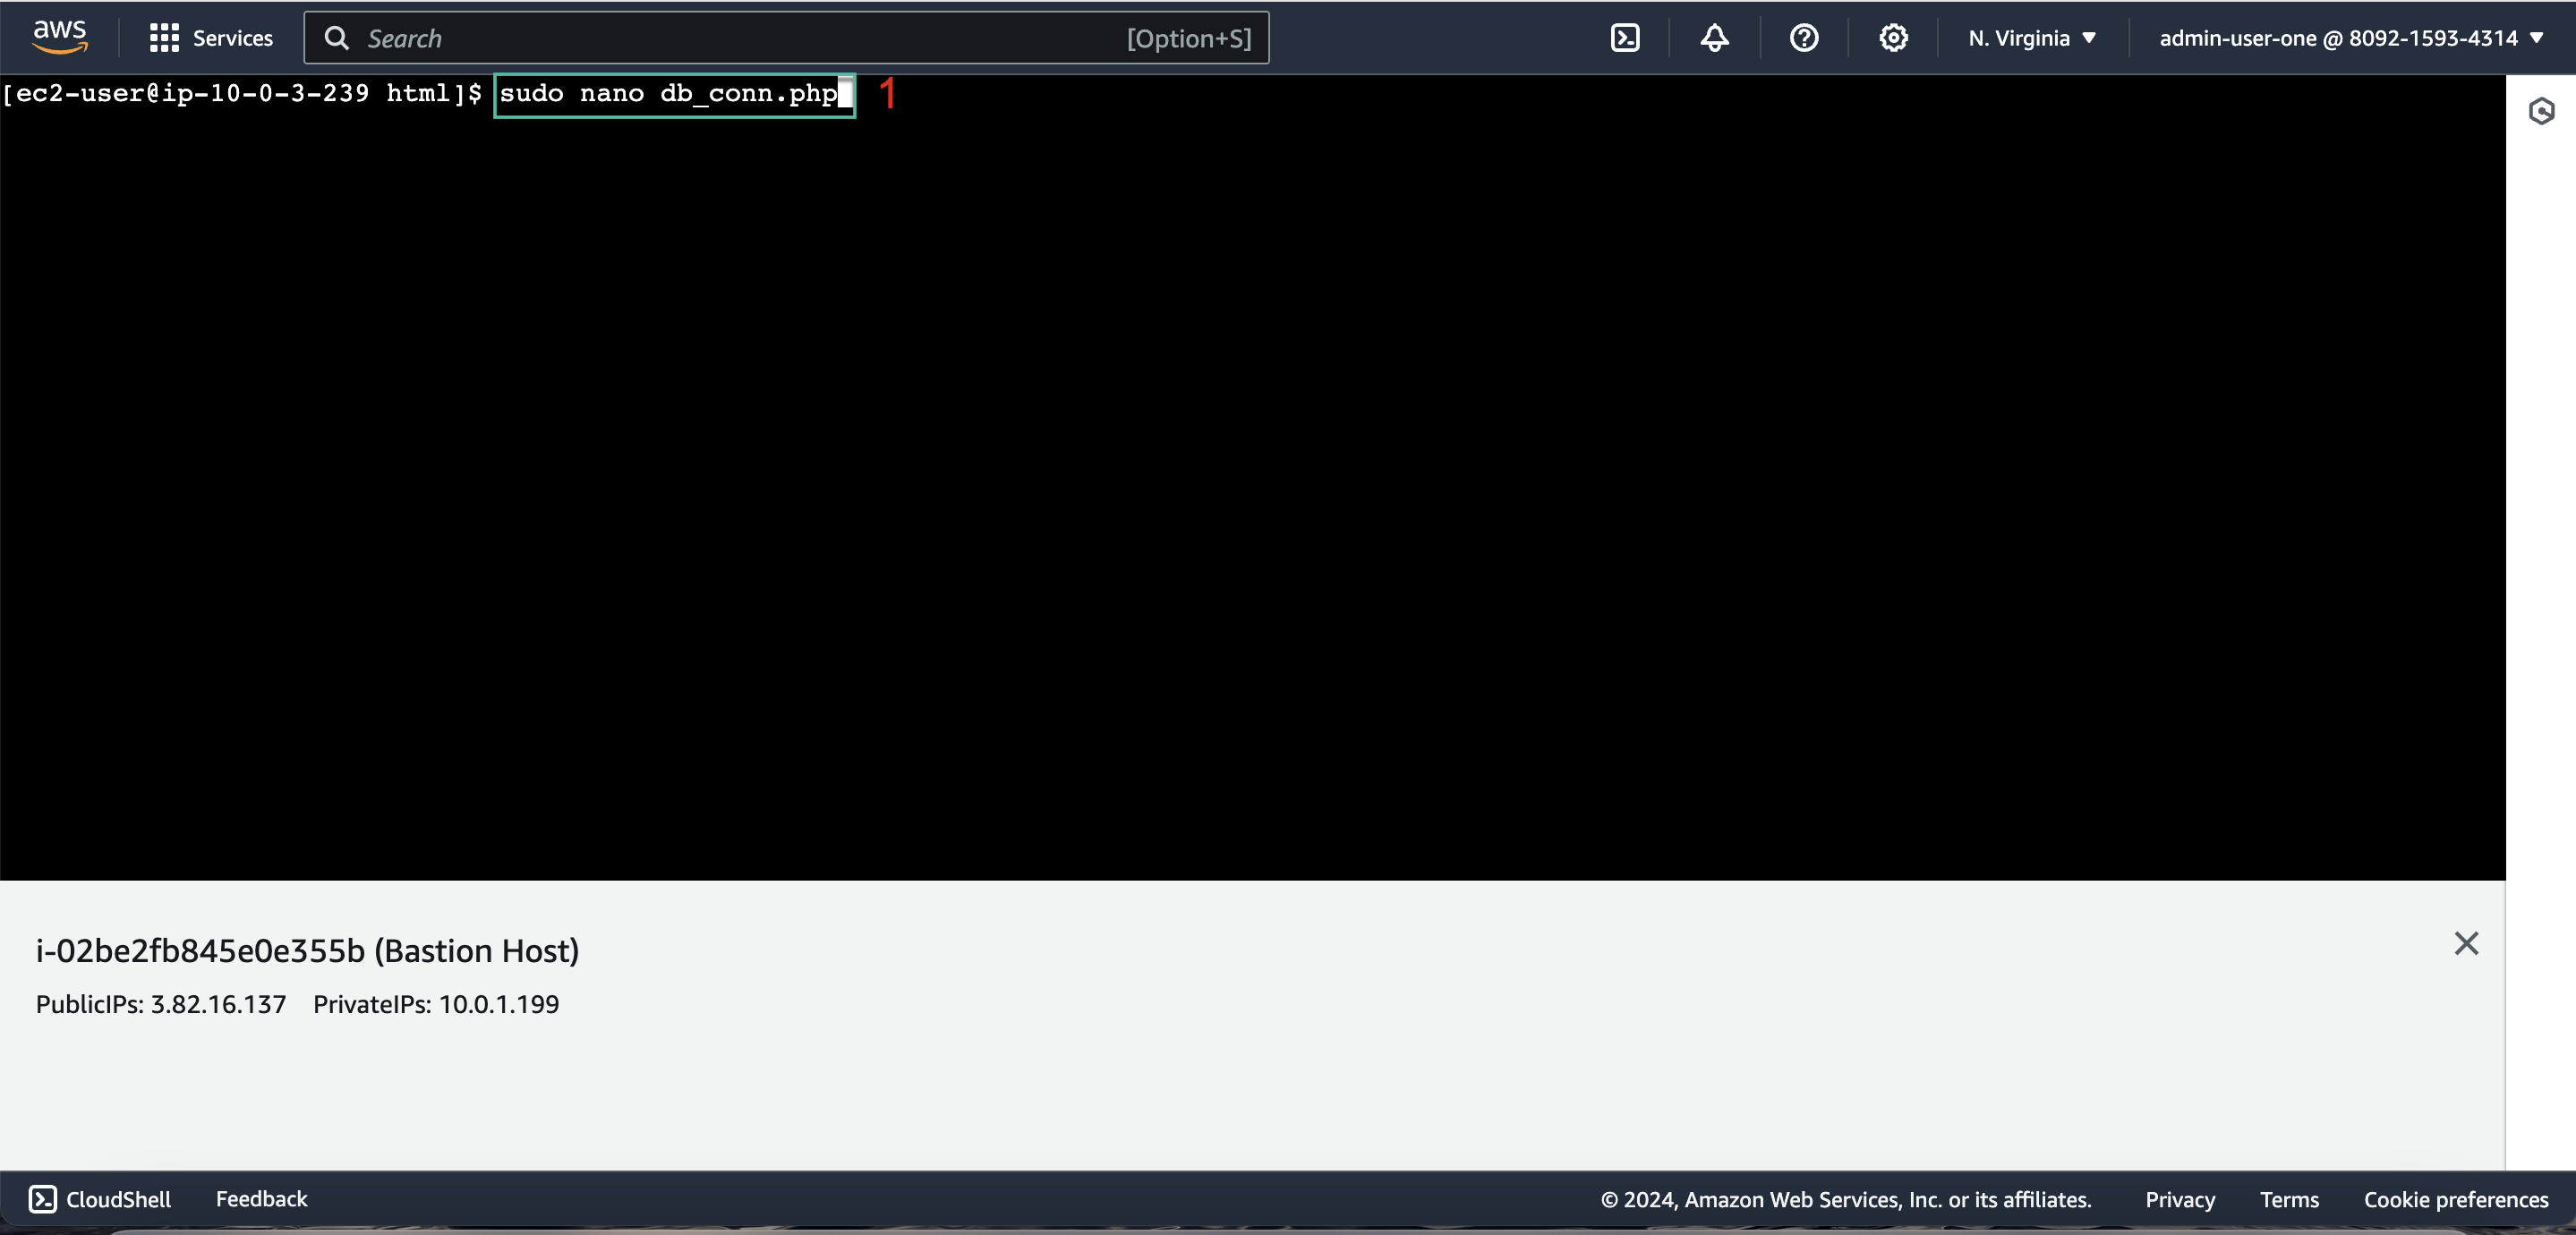 aws Services Search [Option+S] N. Virginia admin-user-one @ 8092-1593-4314
[ec2-user@ip-10-0-3-239 html]$ sudo nano db_conn.php 1
i-02be2fb845e0e355b (Bastion Host)
PublicIPs: 3.82.16.137 PrivateIPs: 10.0.1.199
CloudShell Feedback © 2024, Amazon Web Services, Inc. or its affiliates. Privacy Terms Cookie preferences